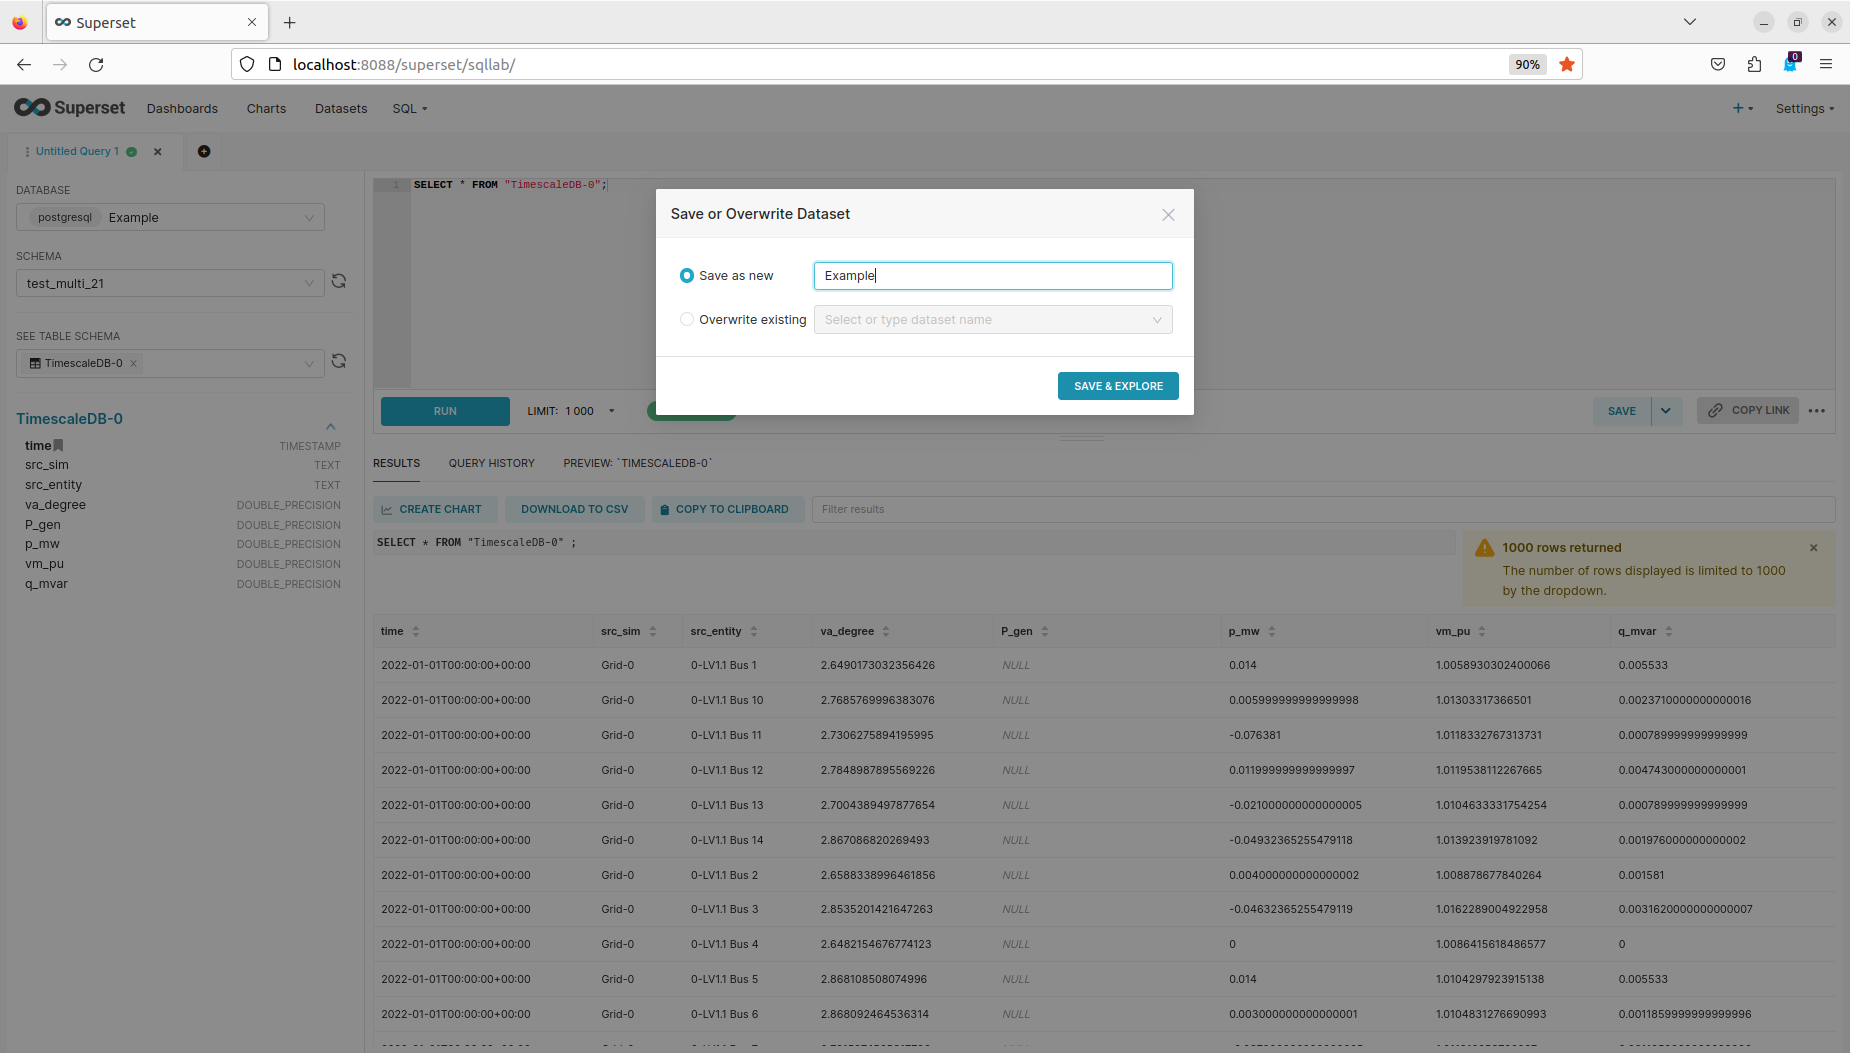 Superset
localhost:8088/superset/sqllab/
90%
0
Superset Dashboards Charts Datasets SQL
+ Settings
Untitled Query 1
DATABASE
postgresql Example
SCHEMA
test_multi_21
SEE TABLE SCHEMA
TimescaleDB-0
TimescaleDB-0
time TIMESTAMP
src_sim TEXT
src_entity TEXT
va_degree DOUBLE_PRECISION
P_gen DOUBLE_PRECISION
p_mw DOUBLE_PRECISION
vm_pu DOUBLE_PRECISION
q_mvar DOUBLE_PRECISION
1 SELECT * FROM "TimescaleDB-0";
Save or Overwrite Dataset
Save as new Example
Overwrite existing Select or type dataset name
SAVE & EXPLORE
RUN LIMIT: 1 000 SAVE COPY LINK
RESULTS QUERY HISTORY PREVIEW: `TIMESCALEDB-0`
CREATE CHART DOWNLOAD TO CSV COPY TO CLIPBOARD Filter results
SELECT * FROM "TimescaleDB-0" ;
1000 rows returned
The number of rows displayed is limited to 1000
by the dropdown.
time src_sim src_entity va_degree P_gen p_mw vm_pu q_mvar
2022-01-01T00:00:00+00:00 Grid-0 0-LV1.1 Bus 1 2.6490173032356426 NULL 0.014 1.0058930302400066 0.005533
2022-01-01T00:00:00+00:00 Grid-0 0-LV1.1 Bus 10 2.7685769996383076 NULL 0.005999999999999998 1.01303317366501 0.0023710000000000016
2022-01-01T00:00:00+00:00 Grid-0 0-LV1.1 Bus 11 2.7306275894195995 NULL -0.076381 1.0118332767313731 0.000789999999999999
2022-01-01T00:00:00+00:00 Grid-0 0-LV1.1 Bus 12 2.7848987895569226 NULL 0.011999999999999997 1.0119538112267665 0.004743000000000001
2022-01-01T00:00:00+00:00 Grid-0 0-LV1.1 Bus 13 2.7004389497877654 NULL -0.021000000000000005 1.0104633331754254 0.000789999999999999
2022-01-01T00:00:00+00:00 Grid-0 0-LV1.1 Bus 14 2.867086820269493 NULL -0.04932365255479118 1.013923919781092 0.001976000000000002
2022-01-01T00:00:00+00:00 Grid-0 0-LV1.1 Bus 2 2.6588338996461856 NULL 0.004000000000000002 1.008878677840264 0.001581
2022-01-01T00:00:00+00:00 Grid-0 0-LV1.1 Bus 3 2.8535201421647263 NULL -0.04632365255479119 1.0162289004922958 0.0031620000000000007
2022-01-01T00:00:00+00:00 Grid-0 0-LV1.1 Bus 4 2.6482154676774123 NULL 0 1.0086415618486577 0
2022-01-01T00:00:00+00:00 Grid-0 0-LV1.1 Bus 5 2.868108508074996 NULL 0.014 1.0104297923915138 0.005533
2022-01-01T00:00:00+00:00 Grid-0 0-LV1.1 Bus 6 2.868092464536314 NULL 0.003000000000000001 1.0104831276690993 0.0011859999999999996